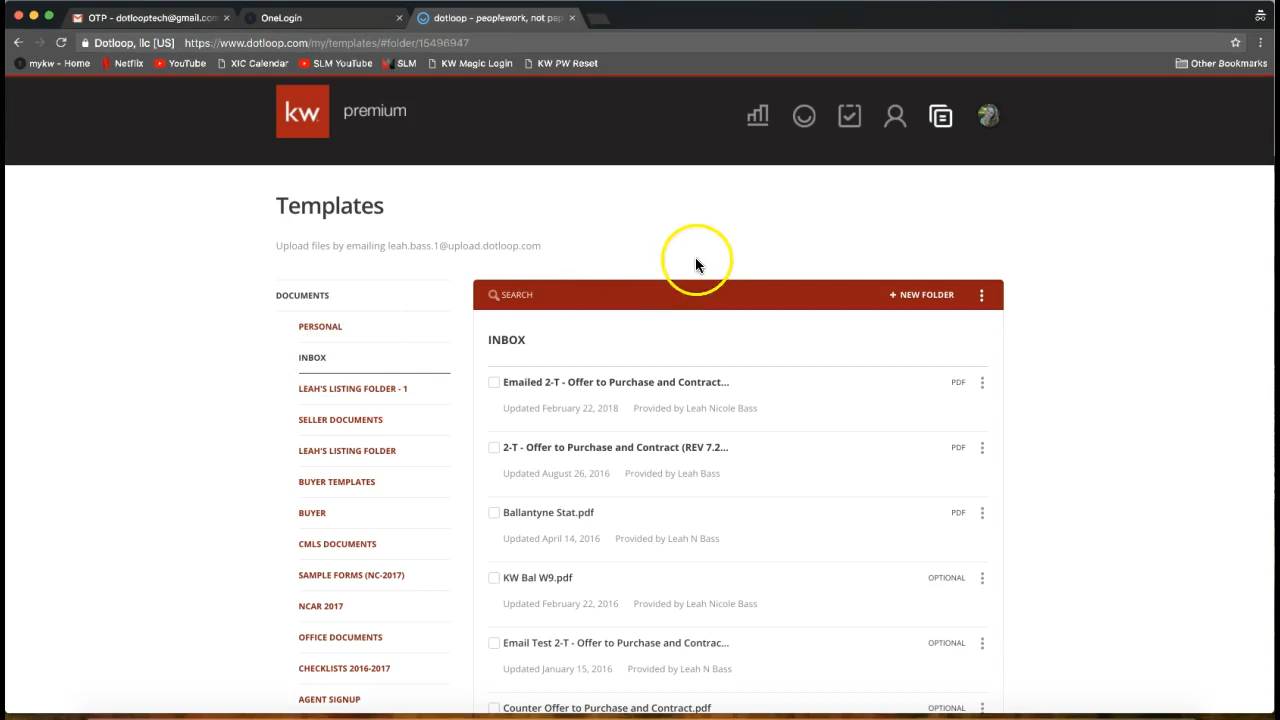 OTP - dotlooptech@gmail.com
OneLogin
dotloop - peoplework, not pap
Dotloop, llc [US]
https://www.dotloop.com/my/templates/#folder/15496947
mykw - Home
Netflix
YouTube
XIC Calendar
SLM YouTube
SLM
KW Magic Login
KW PW Reset
Other Bookmarks
kw
premium
Templates
Upload files by emailing leah.bass.1@upload.dotloop.com
DOCUMENTS
PERSONAL
INBOX
LEAH'S LISTING FOLDER - 1
SELLER DOCUMENTS
LEAH'S LISTING FOLDER
BUYER TEMPLATES
BUYER
CMLS DOCUMENTS
SAMPLE FORMS (NC-2017)
NCAR 2017
OFFICE DOCUMENTS
CHECKLISTS 2016-2017
AGENT SIGNUP
SEARCH
+ NEW FOLDER
INBOX
Emailed 2-T - Offer to Purchase and Contract...
PDF
Updated February 22, 2018 Provided by Leah Nicole Bass
2-T - Offer to Purchase and Contract (REV 7.2...
PDF
Updated August 26, 2016 Provided by Leah Bass
Ballantyne Stat.pdf
PDF
Updated April 14, 2016 Provided by Leah N Bass
KW Bal W9.pdf
OPTIONAL
Updated February 22, 2016 Provided by Leah Nicole Bass
Email Test 2-T - Offer to Purchase and Contrac...
OPTIONAL
Updated January 15, 2016 Provided by Leah N Bass
Counter Offer to Purchase and Contract.pdf
OPTIONAL